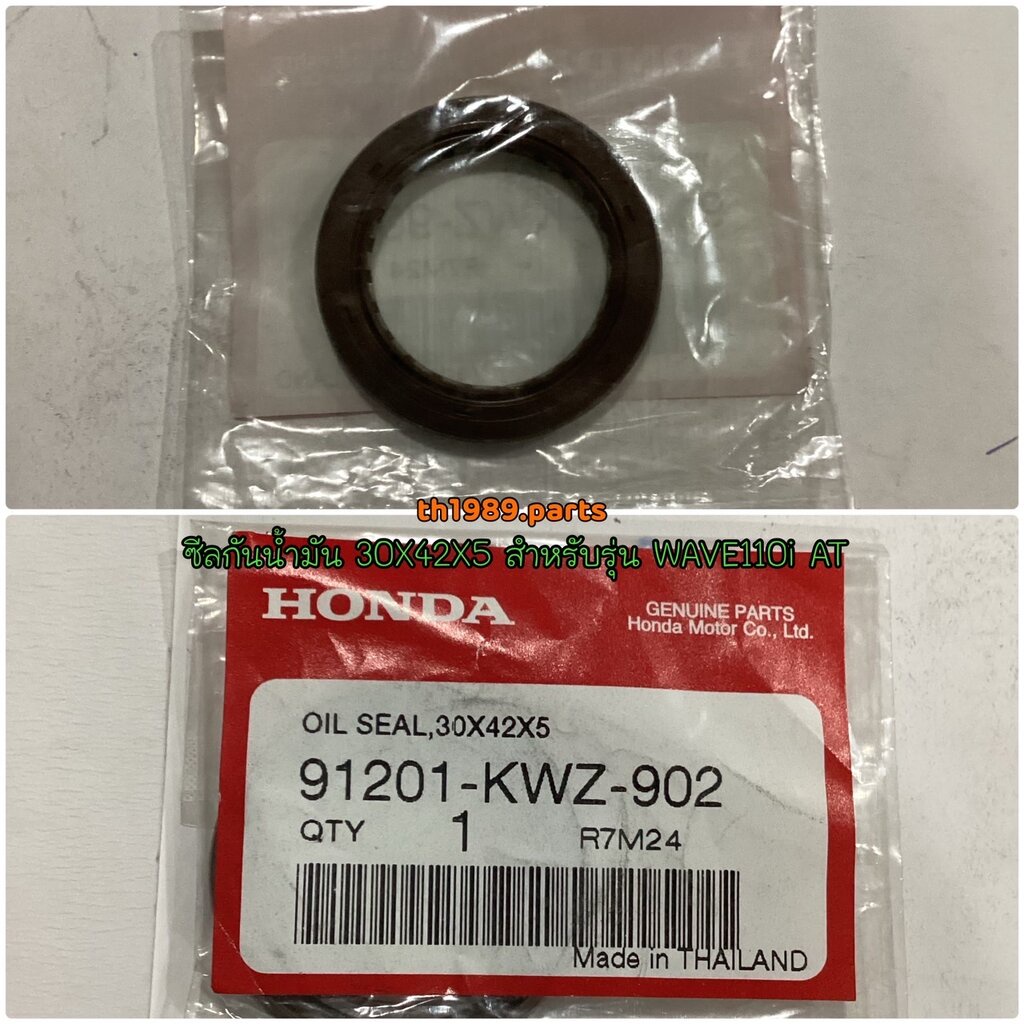 th1989.parts
ซีลกันน้ำมัน 30X42X5 สำหรับรุ่น WAVE110i AT
HONDA
GENUINE PARTS
Honda Motor Co., Ltd.
OIL SEAL,30X42X5
91201-KWZ-902
QTY 1 R7M24
Made in THAILAND